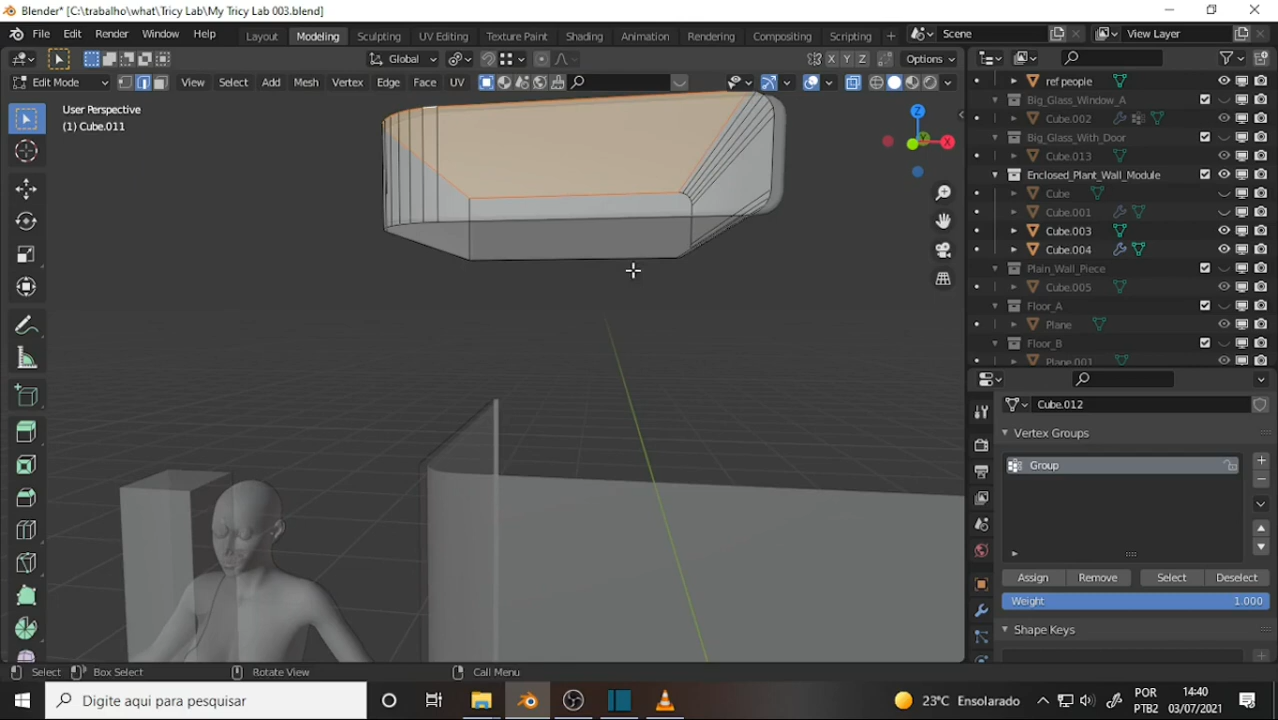 Blender* [C:\trabalho\what\Tricy Lab\My Tricy Lab 003.blend]
File Edit Render Window Help Layout Modeling Sculpting UV Editing Texture Paint Shading Animation Rendering Compositing Scripting + Scene View Layer
Global X Y Z Options
Edit Mode View Select Add Mesh Vertex Edge Face UV
User Perspective
(1) Cube.011
Z
Y
X
ref people
Big_Glass_Window_A
Cube.002
Big_Glass_With_Door
Cube.013
Enclosed_Plant_Wall_Module
Cube
Cube.001
Cube.003
Cube.004
Plain_Wall_Piece
Cube.005
Floor_A
Plane
Floor_B
Plane.001
Cube.012
Vertex Groups
Group
Assign Remove Select Deselect
Weight 1.000
Shape Keys
Select Box Select Rotate View Call Menu
Digite aqui para pesquisar
23°C Ensolarado
POR
PTB2
14:40
03/07/2021